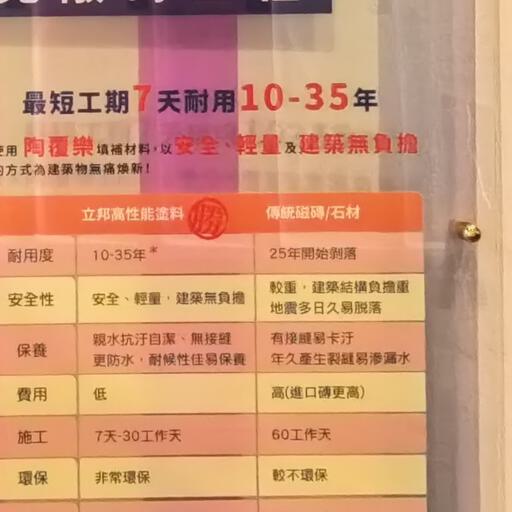 最短工期7天耐用10-35年
使用 陶覆樂填補材料,以安全、輕量及建築無負擔
的方式為建築物無痛煥新!
立邦高性能塗料 勝 傳統磁磚/石材
耐用度 10-35年* 25年開始剝落
安全性 安全、輕量,建築無負擔 較重,建築結構負擔重
地震多日久易脫落
保養 親水抗汙自潔、無接縫 有接縫易卡汙
更防水,耐候性佳易保養 年久產生裂縫易滲漏水
費用 低 高(進口磚更高)
施工 7天-30工作天 60工作天
環保 非常環保 較不環保